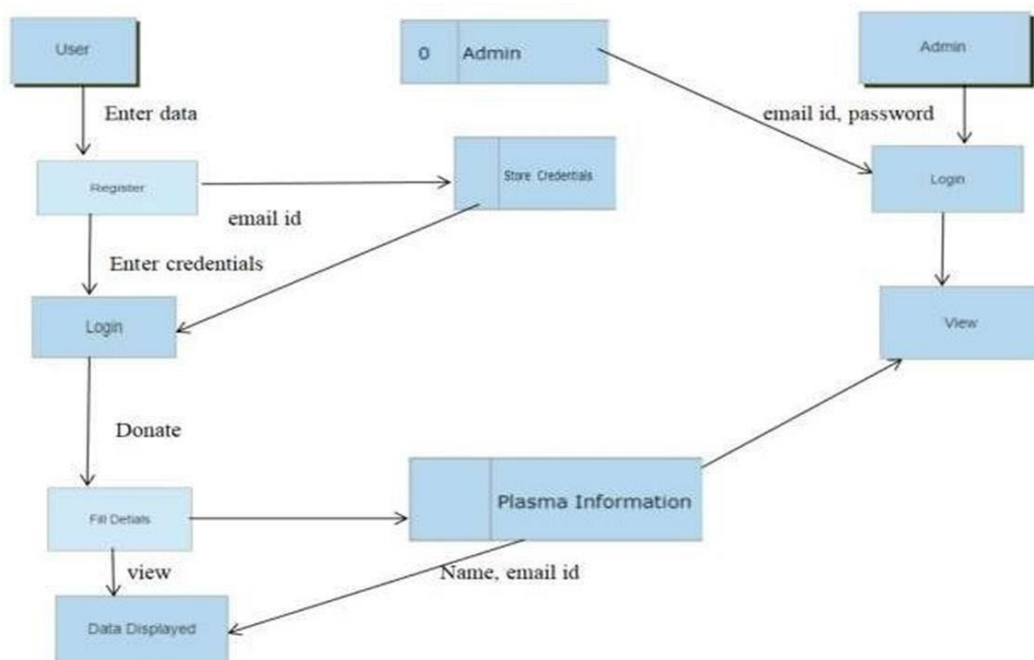 User
0 Admin
Admin
Enter data
email id, password
Register
Store Credentials
Login
email id
Enter credentials
Login
View
Donate
Fill Detials
Plasma Information
view
Name, email id
Data Displayed